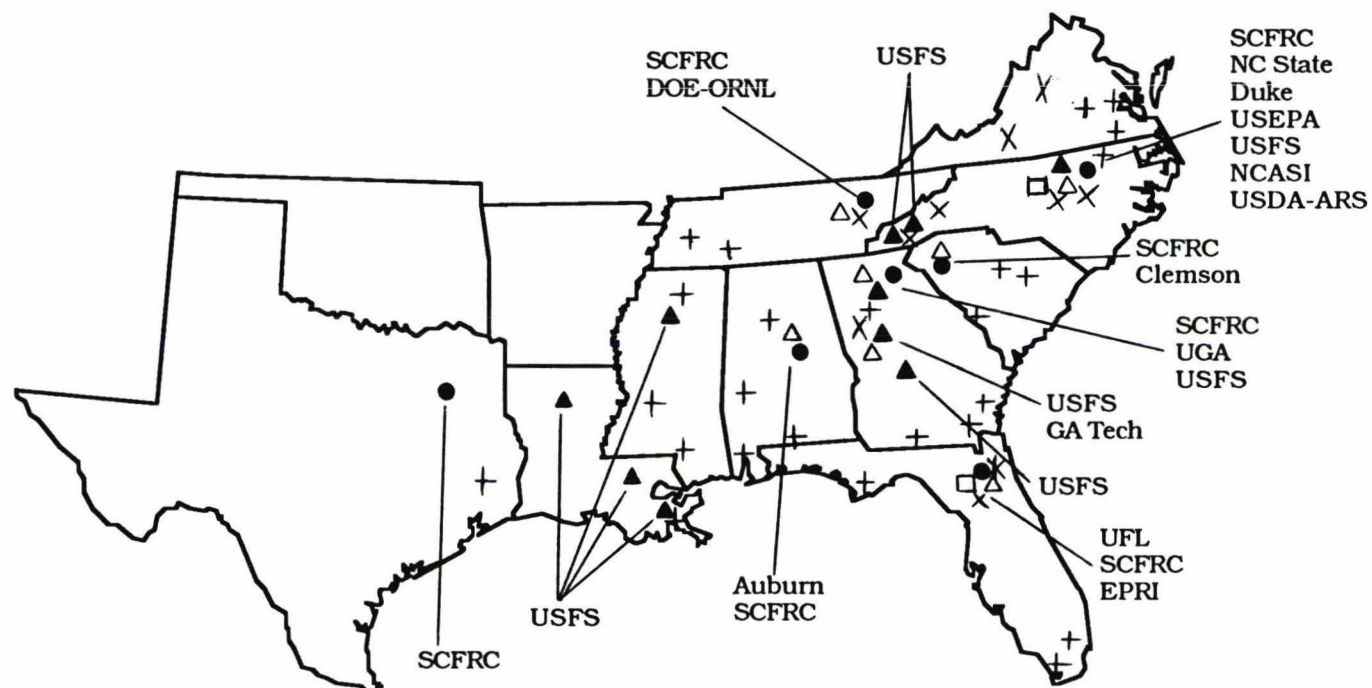 SCFRC
DOE-ORNL
USFS
SCFRC
NC State
Duke
USEPA
USFS
NCASI
USDA-ARS
SCFRC
Clemson
SCFRC
UGA
USFS
USFS
GA Tech
USFS
UFL
SCFRC
EPRI
Auburn
SCFRC
USFS
SCFRC